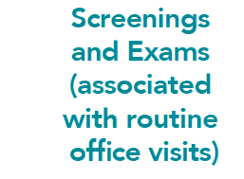 Screenings
and Exams
(associated
with routine
office visits)